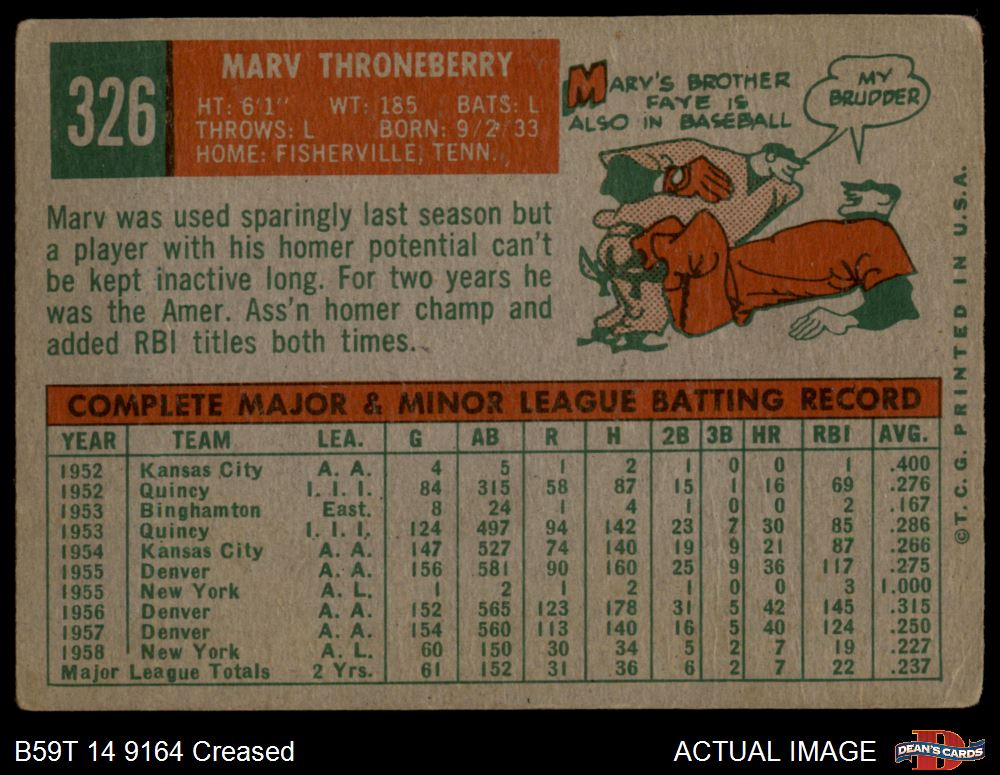 326
MARV THRONEBERRY
HT: 6'1" WT: 185 BATS: L
THROWS: L BORN: 9/2/33
HOME: FISHERVILLE, TENN.
MARV'S BROTHER
FAYE IS
ALSO IN BASEBALL
MY
BRUDDER
Marv was used sparingly last season but
a player with his homer potential can't
be kept inactive long. For two years he
was the Amer. Ass'n homer champ and
added RBI titles both times.
COMPLETE MAJOR & MINOR LEAGUE BATTING RECORD
YEAR TEAM LEA. G AB R H 2B 3B HR RBI AVG.
1952 Kansas City A. A. 4 5 1 2 1 0 0 1 .400
1952 Quincy I. I. I. 84 315 58 87 15 1 16 69 .276
1953 Binghamton East. 8 24 1 4 1 0 0 2 .167
1953 Quincy I. I. I. 124 497 94 142 23 7 30 85 .286
1954 Kansas City A. A. 147 527 74 140 19 9 21 87 .266
1955 Denver A. A. 156 581 90 160 25 9 36 117 .275
1955 New York A. L. 1 2 1 2 1 0 0 3 1.000
1956 Denver A. A. 152 565 123 178 31 5 42 145 .315
1957 Denver A. A. 154 560 113 140 16 5 40 124 .250
1958 New York A. L. 60 150 30 34 5 2 7 19 .227
Major League Totals 2 Yrs. 61 152 31 36 6 2 7 22 .237
©T. C. G. PRINTED IN U.S.A.
B59T 14 9164 Creased
ACTUAL IMAGE
D
DEAN'S CARDS